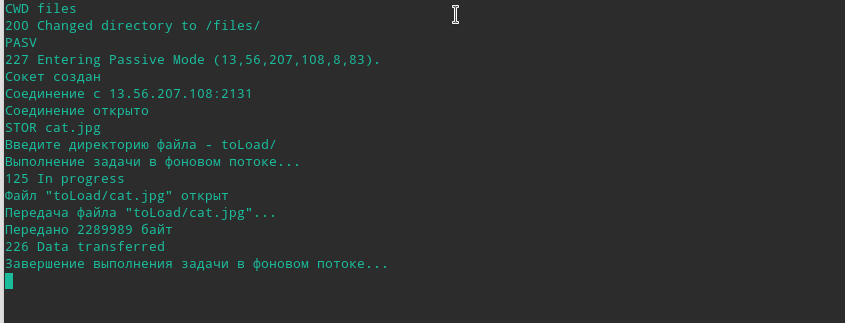 CWD files
200 Changed directory to /files/
PASV
227 Entering Passive Mode (13,56,207,108,8,83).
Сокет создан
Соединение с 13.56.207.108:2131
Соединение открыто
STOR cat.jpg
Введите директорию файла - toLoad/
Выполнение задачи в фоновом потоке...
125 In progress
Файл "toLoad/cat.jpg" открыт
Передача файла "toLoad/cat.jpg"...
Передано 2289989 байт
226 Data transferred
Завершение выполнения задачи в фоновом потоке...